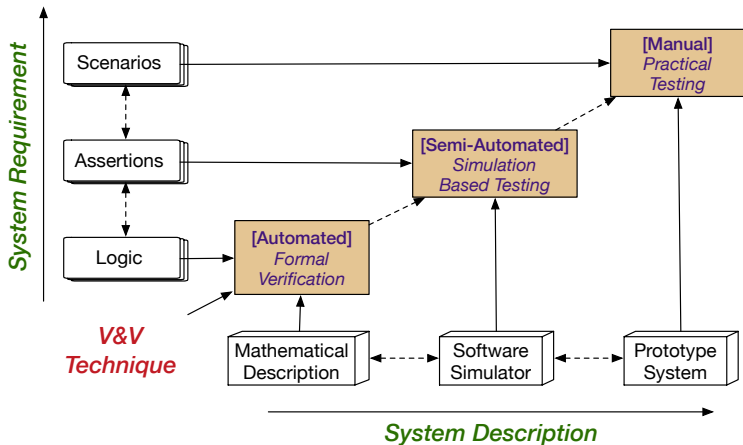 System Requirement
Scenarios
Assertions
Logic
[Manual]
Practical
Testing
[Semi-Automated]
Simulation
Based Testing
[Automated]
Formal
Verification
V&V
Technique
Mathematical
Description
Software
Simulator
Prototype
System
System Description